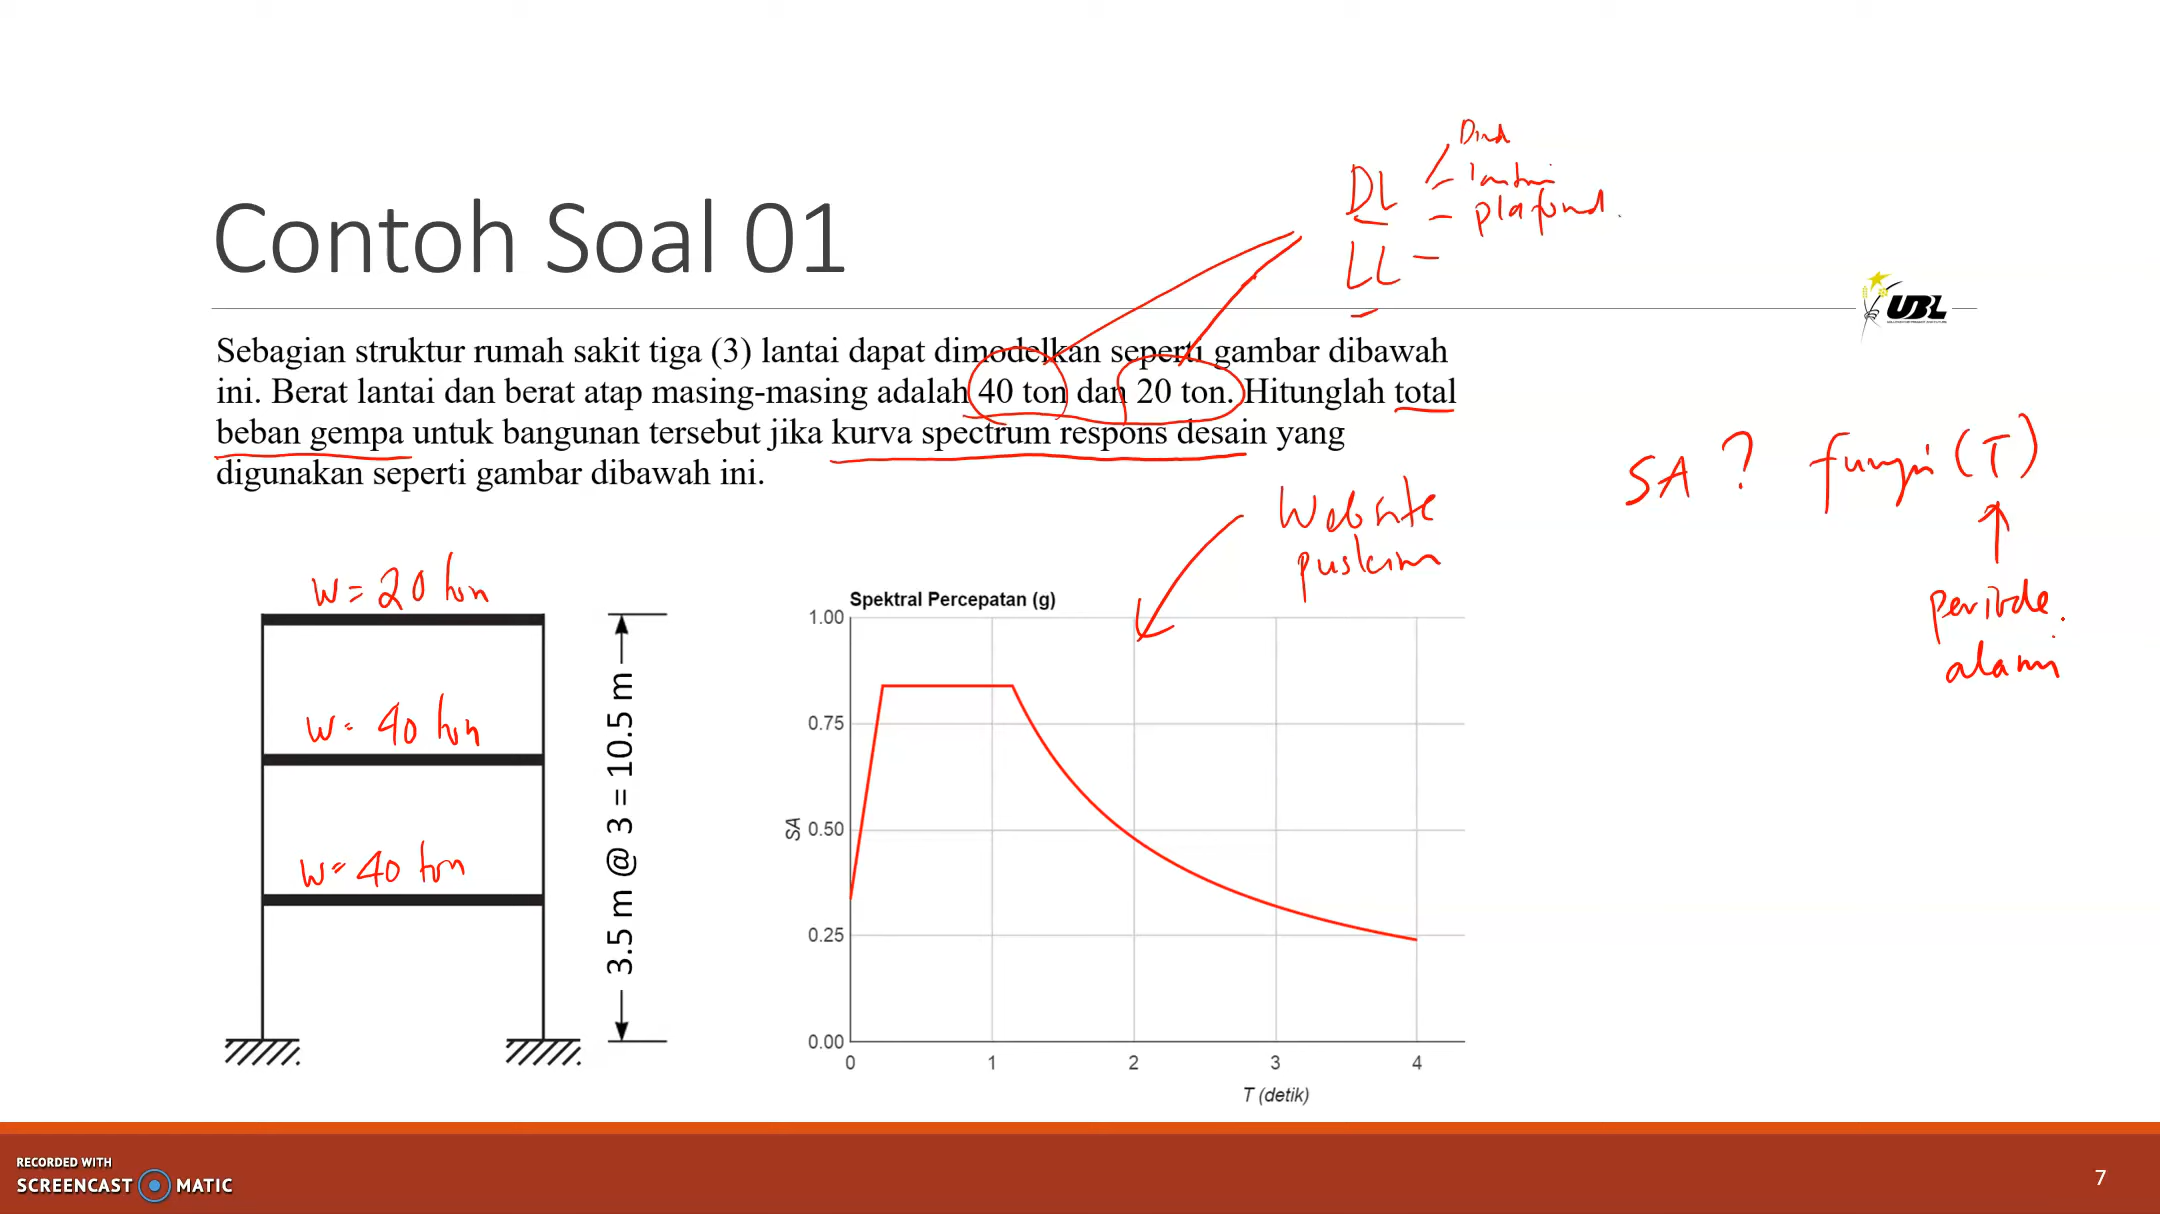 Dind
DL - lantai
- plafond.
LL -
Contoh Soal 01
UBL
Sebagian struktur rumah sakit tiga (3) lantai dapat dimodelkan seperti gambar dibawah
ini. Berat lantai dan berat atap masing-masing adalah 40 ton dan 20 ton. Hitunglah total
beban gempa untuk bangunan tersebut jika kurva spectrum respons desain yang
digunakan seperti gambar dibawah ini.
SA ? fungsi (T)
periode
alami
Website
puskim
W = 20 ton
W = 40 ton
W = 40 ton
3.5 m @ 3 = 10.5 m
Spektral Percepatan (g)
1.00
0.75
SA 0.50
0.25
0.00
0 1 2 3 4
T (detik)
RECORDED WITH
SCREENCAST MATIC
7